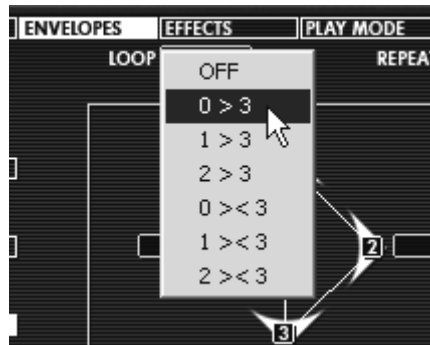 ENVELOPES EFFECTS PLAY MODE
LOOP REPEA
OFF
0 > 3
1 > 3
2 > 3
0 >< 3
1 >< 3
2 >< 3
2
3